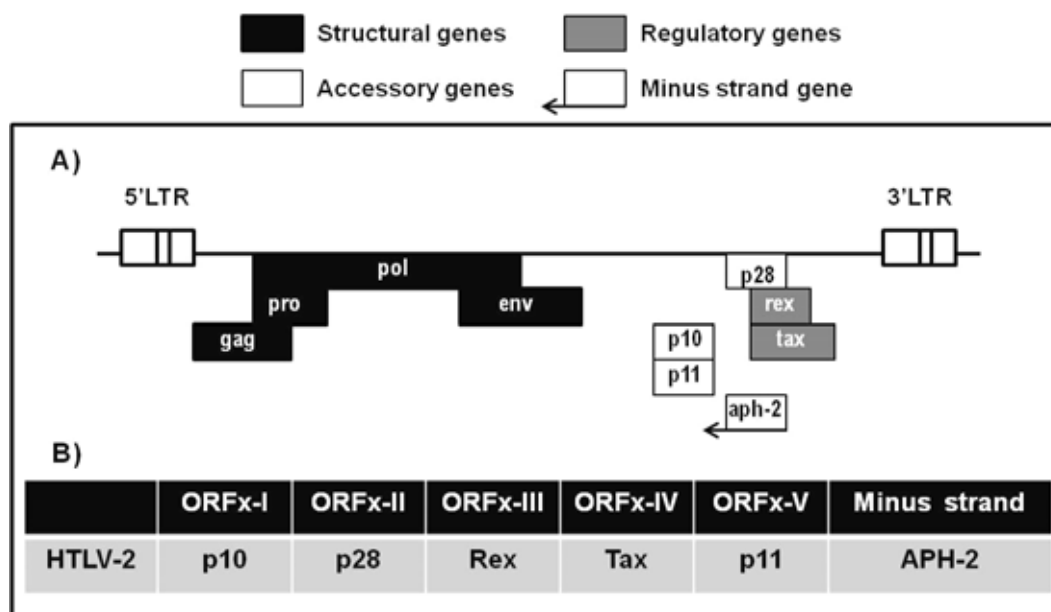 Structural genes Regulatory genes
Accessory genes Minus strand gene
A)
5'LTR 3'LTR
pol p28
pro env rex
gag p10 tax
p11
aph-2
B)
ORFx-I ORFx-II ORFx-III ORFx-IV ORFx-V Minus strand
HTLV-2 p10 p28 Rex Tax p11 APH-2